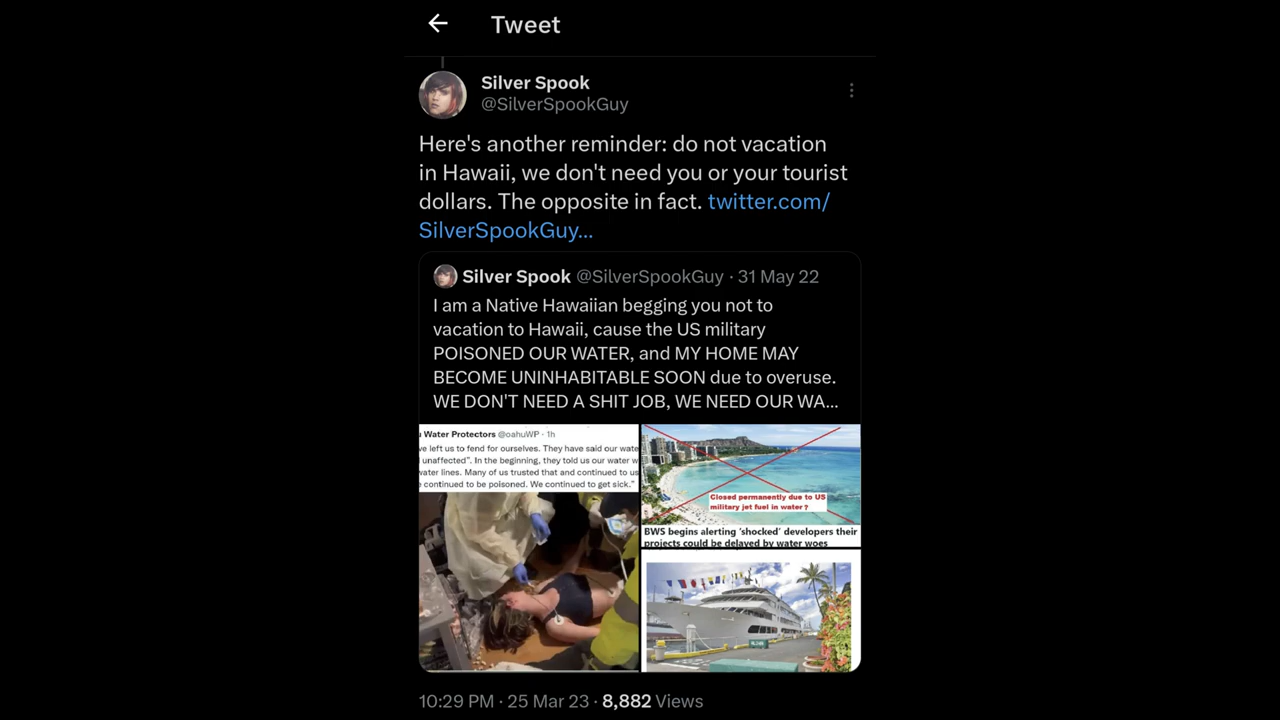 Tweet
Silver Spook
@SilverSpookGuy
Here's another reminder: do not vacation
in Hawaii, we don't need you or your tourist
dollars. The opposite in fact. twitter.com/
SilverSpookGuy…
Silver Spook @SilverSpookGuy · 31 May 22
I am a Native Hawaiian begging you not to
vacation to Hawaii, cause the US military
POISONED OUR WATER, and MY HOME MAY
BECOME UNINHABITABLE SOON due to overuse.
WE DON'T NEED A SHIT JOB, WE NEED OUR WA…
Water Protectors @oahuWP · 1h
ve left us to fend for ourselves. They have said our wate
unaffected". In the beginning, they told us our water w
vater lines. Many of us trusted that and continued to us
continued to be poisoned. We continued to get sick."
Closed permanently due to US
military jet fuel in water ?
BWS begins alerting 'shocked' developers their
projects could be delayed by water woes
10:29 PM · 25 Mar 23 · 8,882 Views